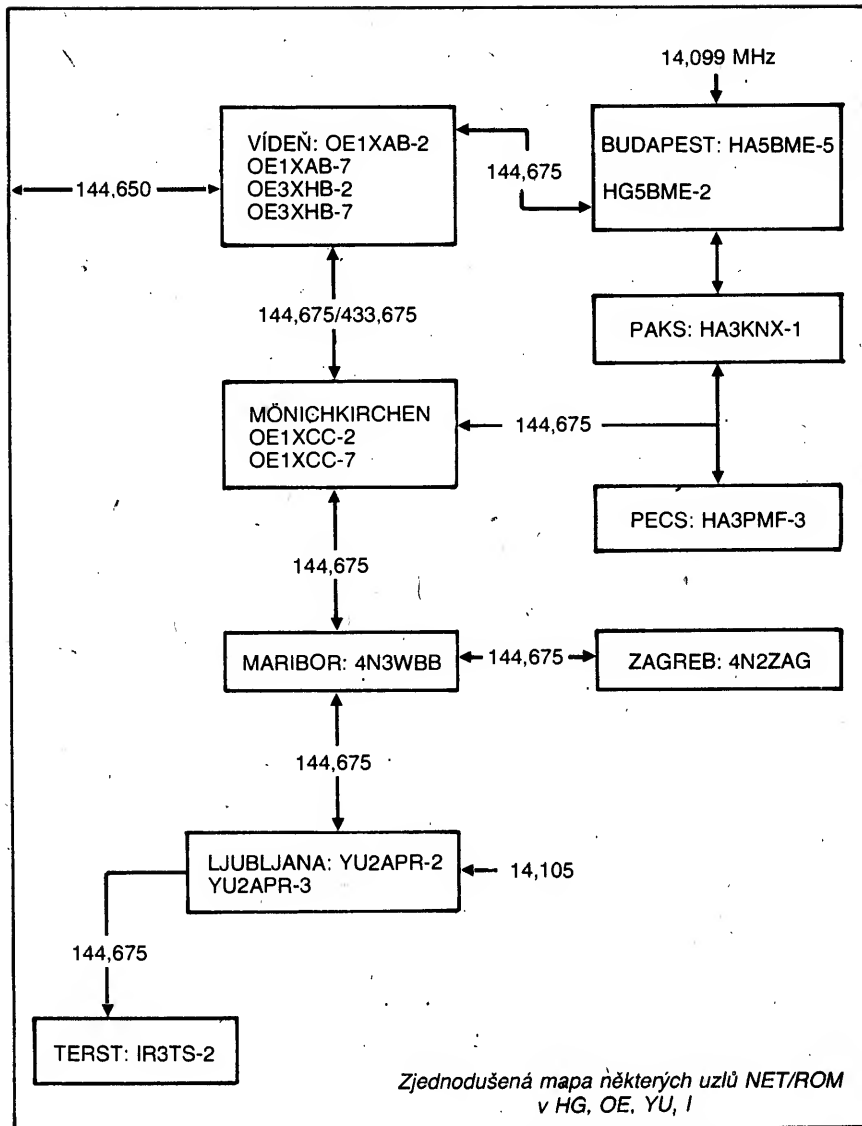 14,099 MHz
VÍDEŇ: OE1XAB-2
OE1XAB-7
OE3XHB-2
OE3XHB-7
144,675
BUDAPEST: HA5BME-5
HG5BME-2
144,650
144,675/433,675
PAKS: HA3KNX-1
MÖNICHKIRCHEN
OE1XCC-2
OE1XCC-7
144,675
PECS: HA3PMF-3
144,675
MARIBOR: 4N3WBB
144,675
ZAGREB: 4N2ZAG
144,675
LJUBLJANA: YU2APR-2
YU2APR-3
14,105
144,675
TERST: IR3TS-2
Zjednodušená mapa některých uzlů NET/ROM
v HG, OE, YU, I